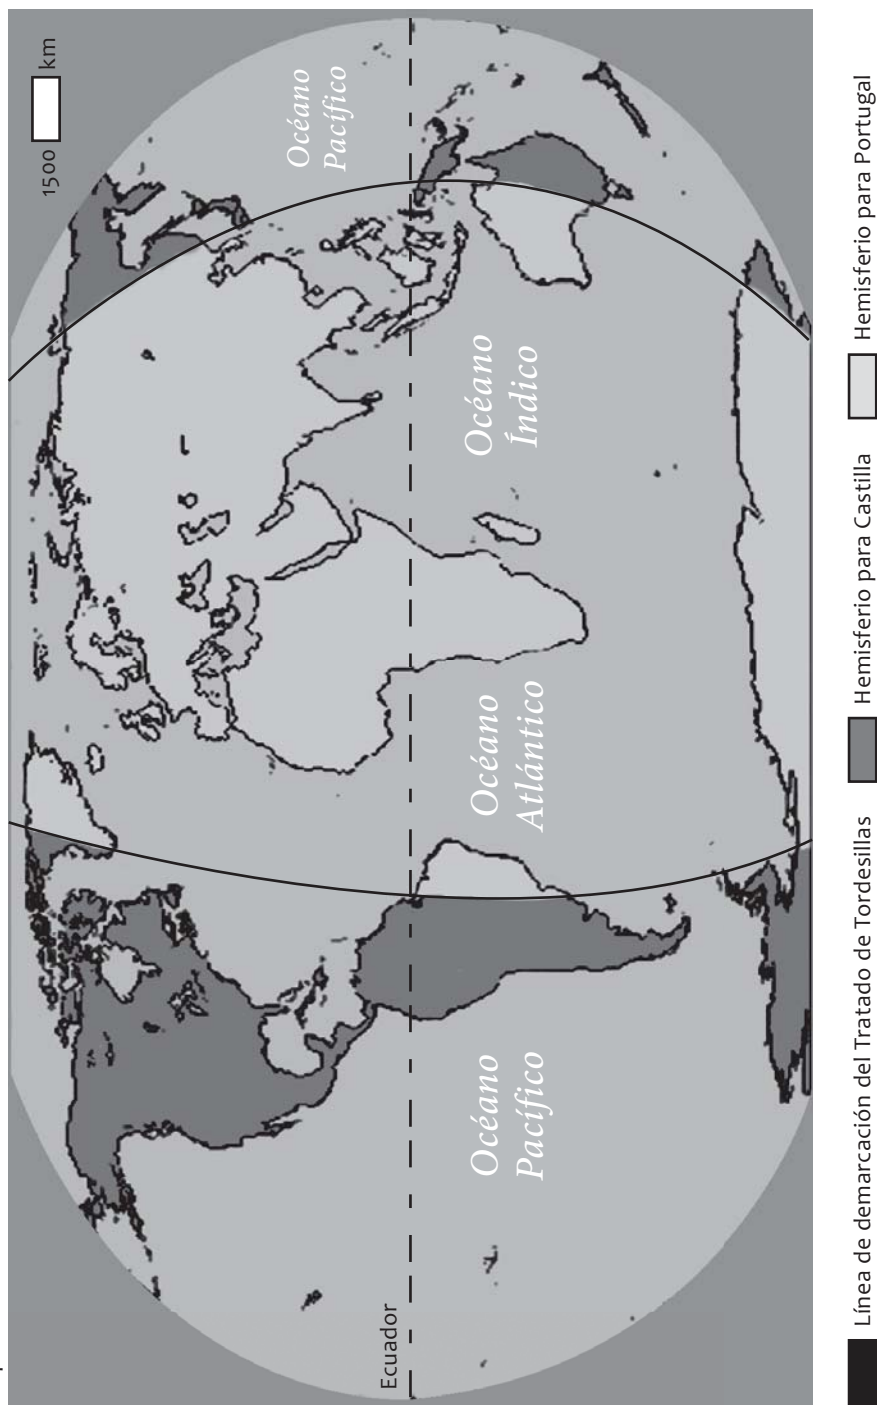 1500 km
Océano
Pacífico
Océano
Índico
Océano
Atlántico
Océano
Pacífico
Ecuador
Línea de demarcación del Tratado de Tordesillas
Hemisferio para Castilla
Hemisferio para Portugal